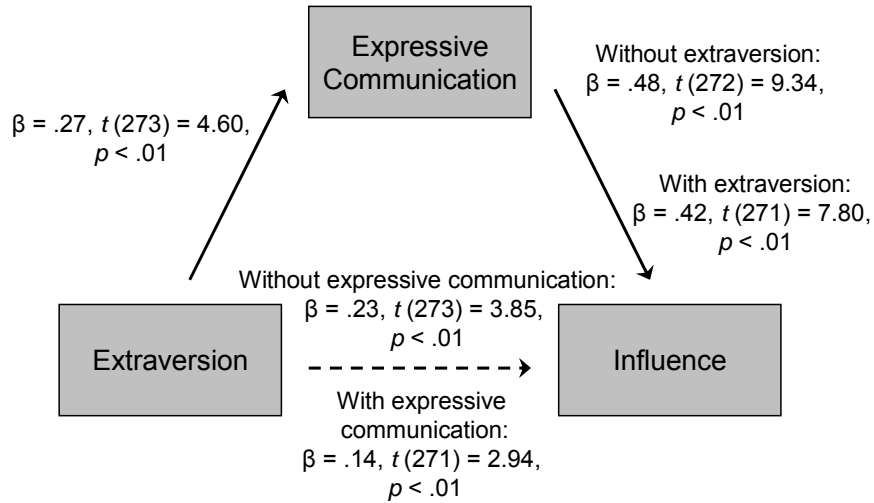 Expressive
Communication
Without extraversion:
β = .48, t (272) = 9.34,
p < .01
β = .27, t (273) = 4.60,
p < .01
With extraversion:
β = .42, t (271) = 7.80,
p < .01
Without expressive communication:
β = .23, t (273) = 3.85,
p < .01
Extraversion
Influence
With expressive
communication:
β = .14, t (271) = 2.94,
p < .01